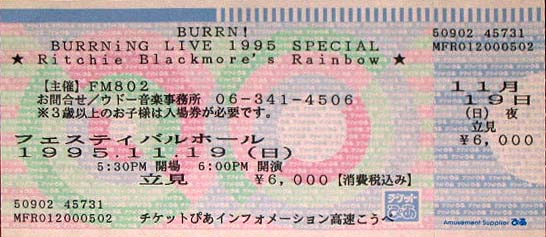 BURRN!
BURRNiNG LIVE 1995 SPECIAL
★ Ritchie Blackmore's Rainbow ★
【主催】FM802
お問合せ/ウドー音楽事務所 06-341-4506
※3歳以上のお子様は入場券が必要です。
フェスティバルホール
1995.11.19(日)
5:30PM 開場 6:00PM 開演
立見 ¥6,000【消費税込み】
50902 45731
MFR012000502
チケットぴあインフォメーション高速こうべ
チケットぴあ
50902 45731
MFR012000502
11月
19日
(日) 夜
立見
¥6,000
Amusement Supplier ぴあ